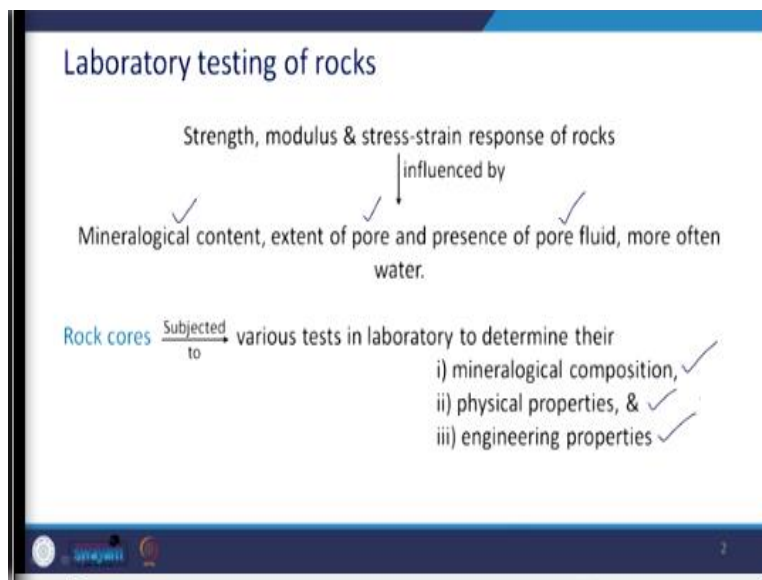 Laboratory testing of rocks
Strength, modulus & stress-strain response of rocks
influenced by
Mineralogical content, extent of pore and presence of pore fluid, more often
water.
Rock cores Subjected to various tests in laboratory to determine their
i) mineralogical composition,
ii) physical properties, &
iii) engineering properties
swayam
2